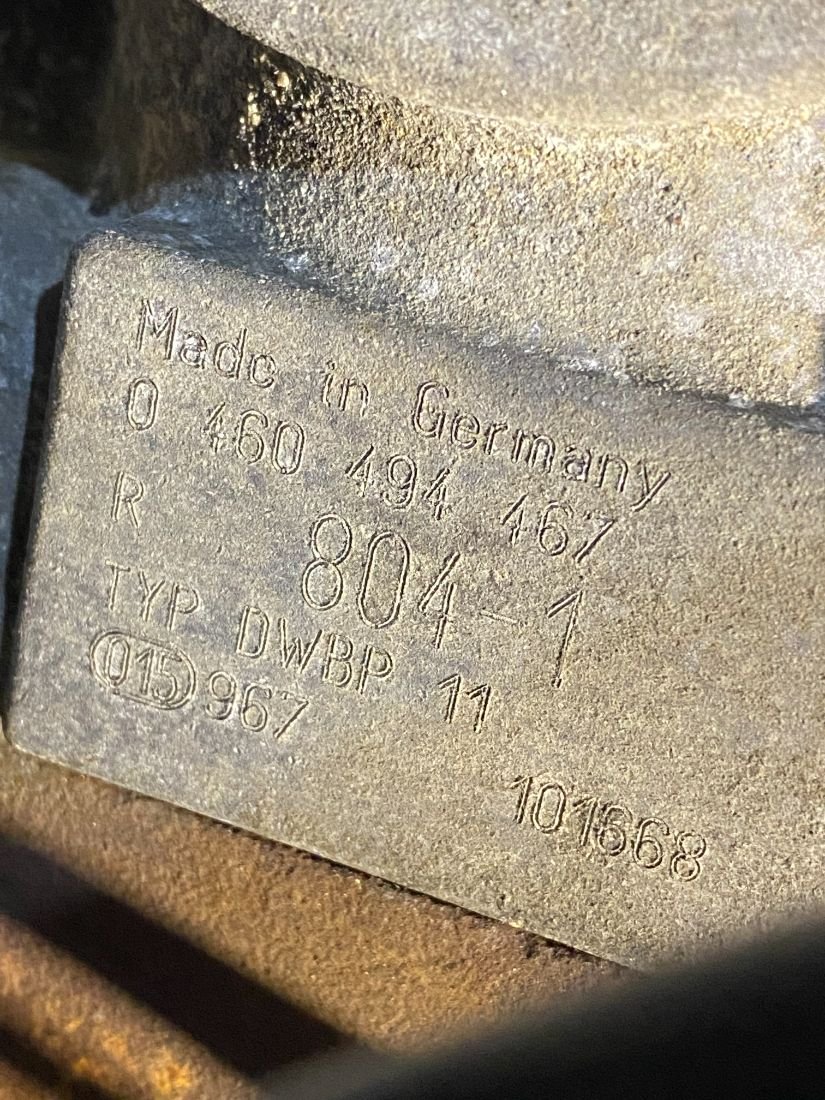 Made in Germany
0 460 494 467
R 804-1
TYP DWBP 11
015 967
101668